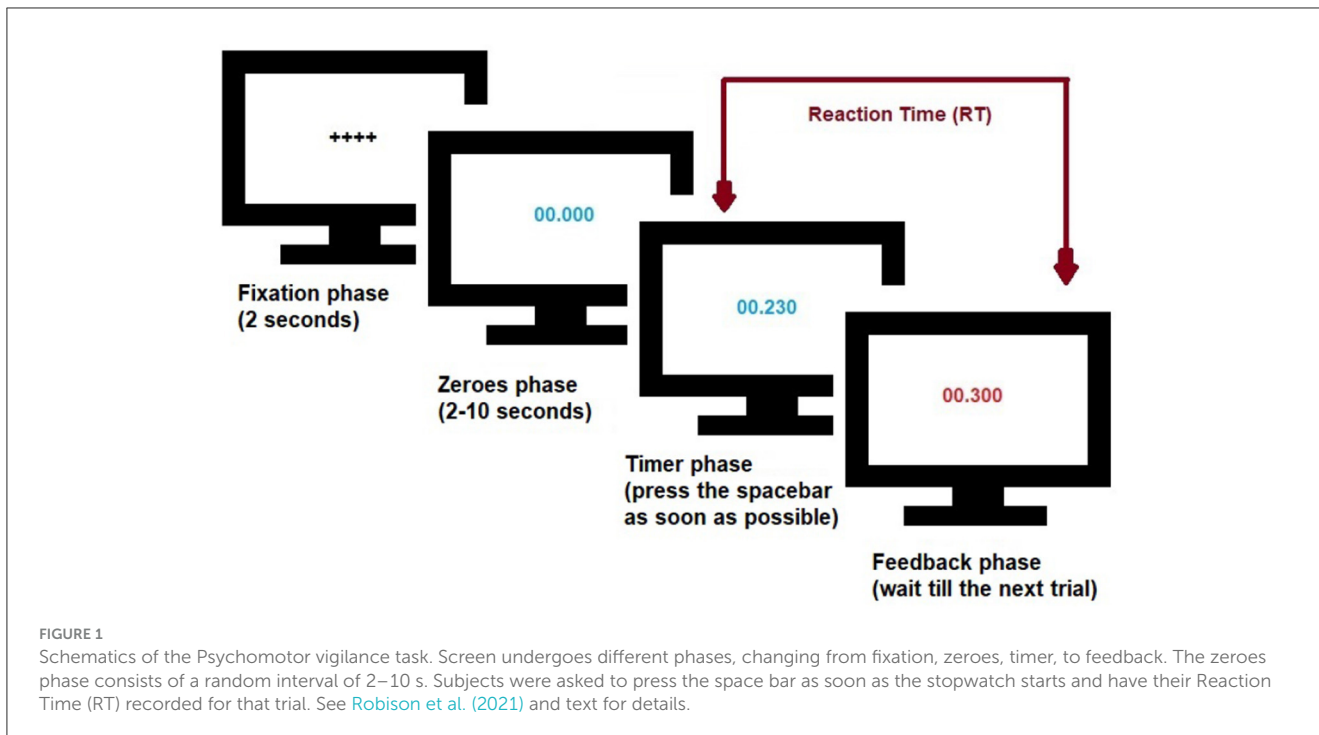 ++++
Reaction Time (RT)
00.000
Fixation phase
(2 seconds)
00.230
Zeroes phase
(2-10 seconds)
00.300
Timer phase
(press the spacebar
as soon as possible)
Feedback phase
(wait till the next trial)
FIGURE 1
Schematics of the Psychomotor vigilance task. Screen undergoes different phases, changing from fixation, zeroes, timer, to feedback. The zeroes
phase consists of a random interval of 2–10 s. Subjects were asked to press the space bar as soon as the stopwatch starts and have their Reaction
Time (RT) recorded for that trial. See Robison et al. (2021) and text for details.